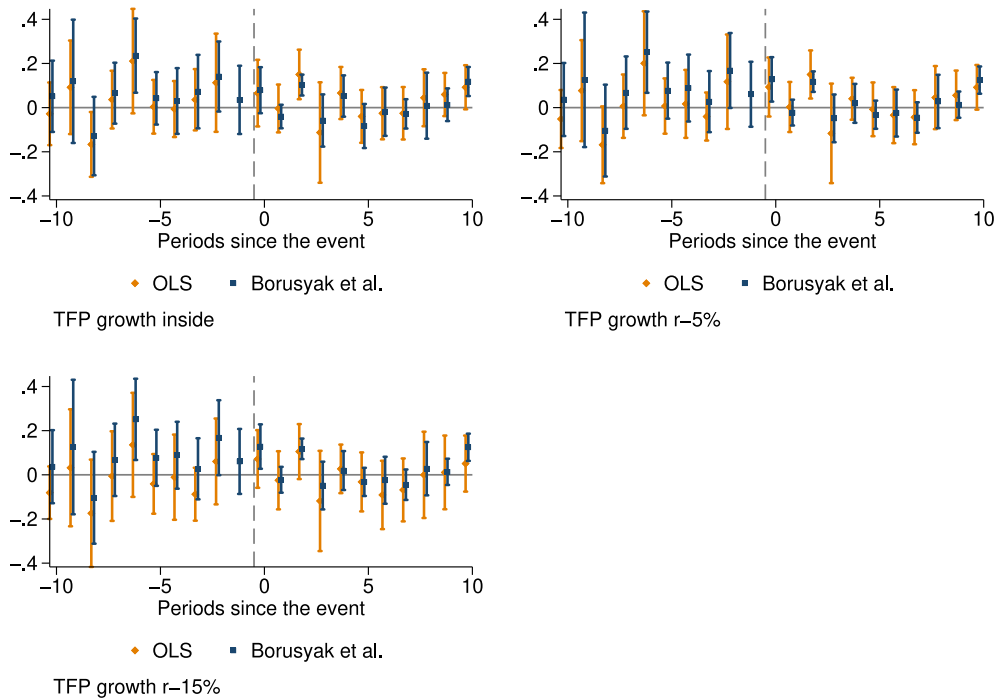 .4
.2
0
−.2
−.4
−10 −5 0 5 10
Periods since the event
OLS Borusyak et al.
TFP growth inside
.4
.2
0
−.2
−.4
−10 −5 0 5 10
Periods since the event
OLS Borusyak et al.
TFP growth r−5%
.4
.2
0
−.2
−.4
−10 −5 0 5 10
Periods since the event
OLS Borusyak et al.
TFP growth r−15%